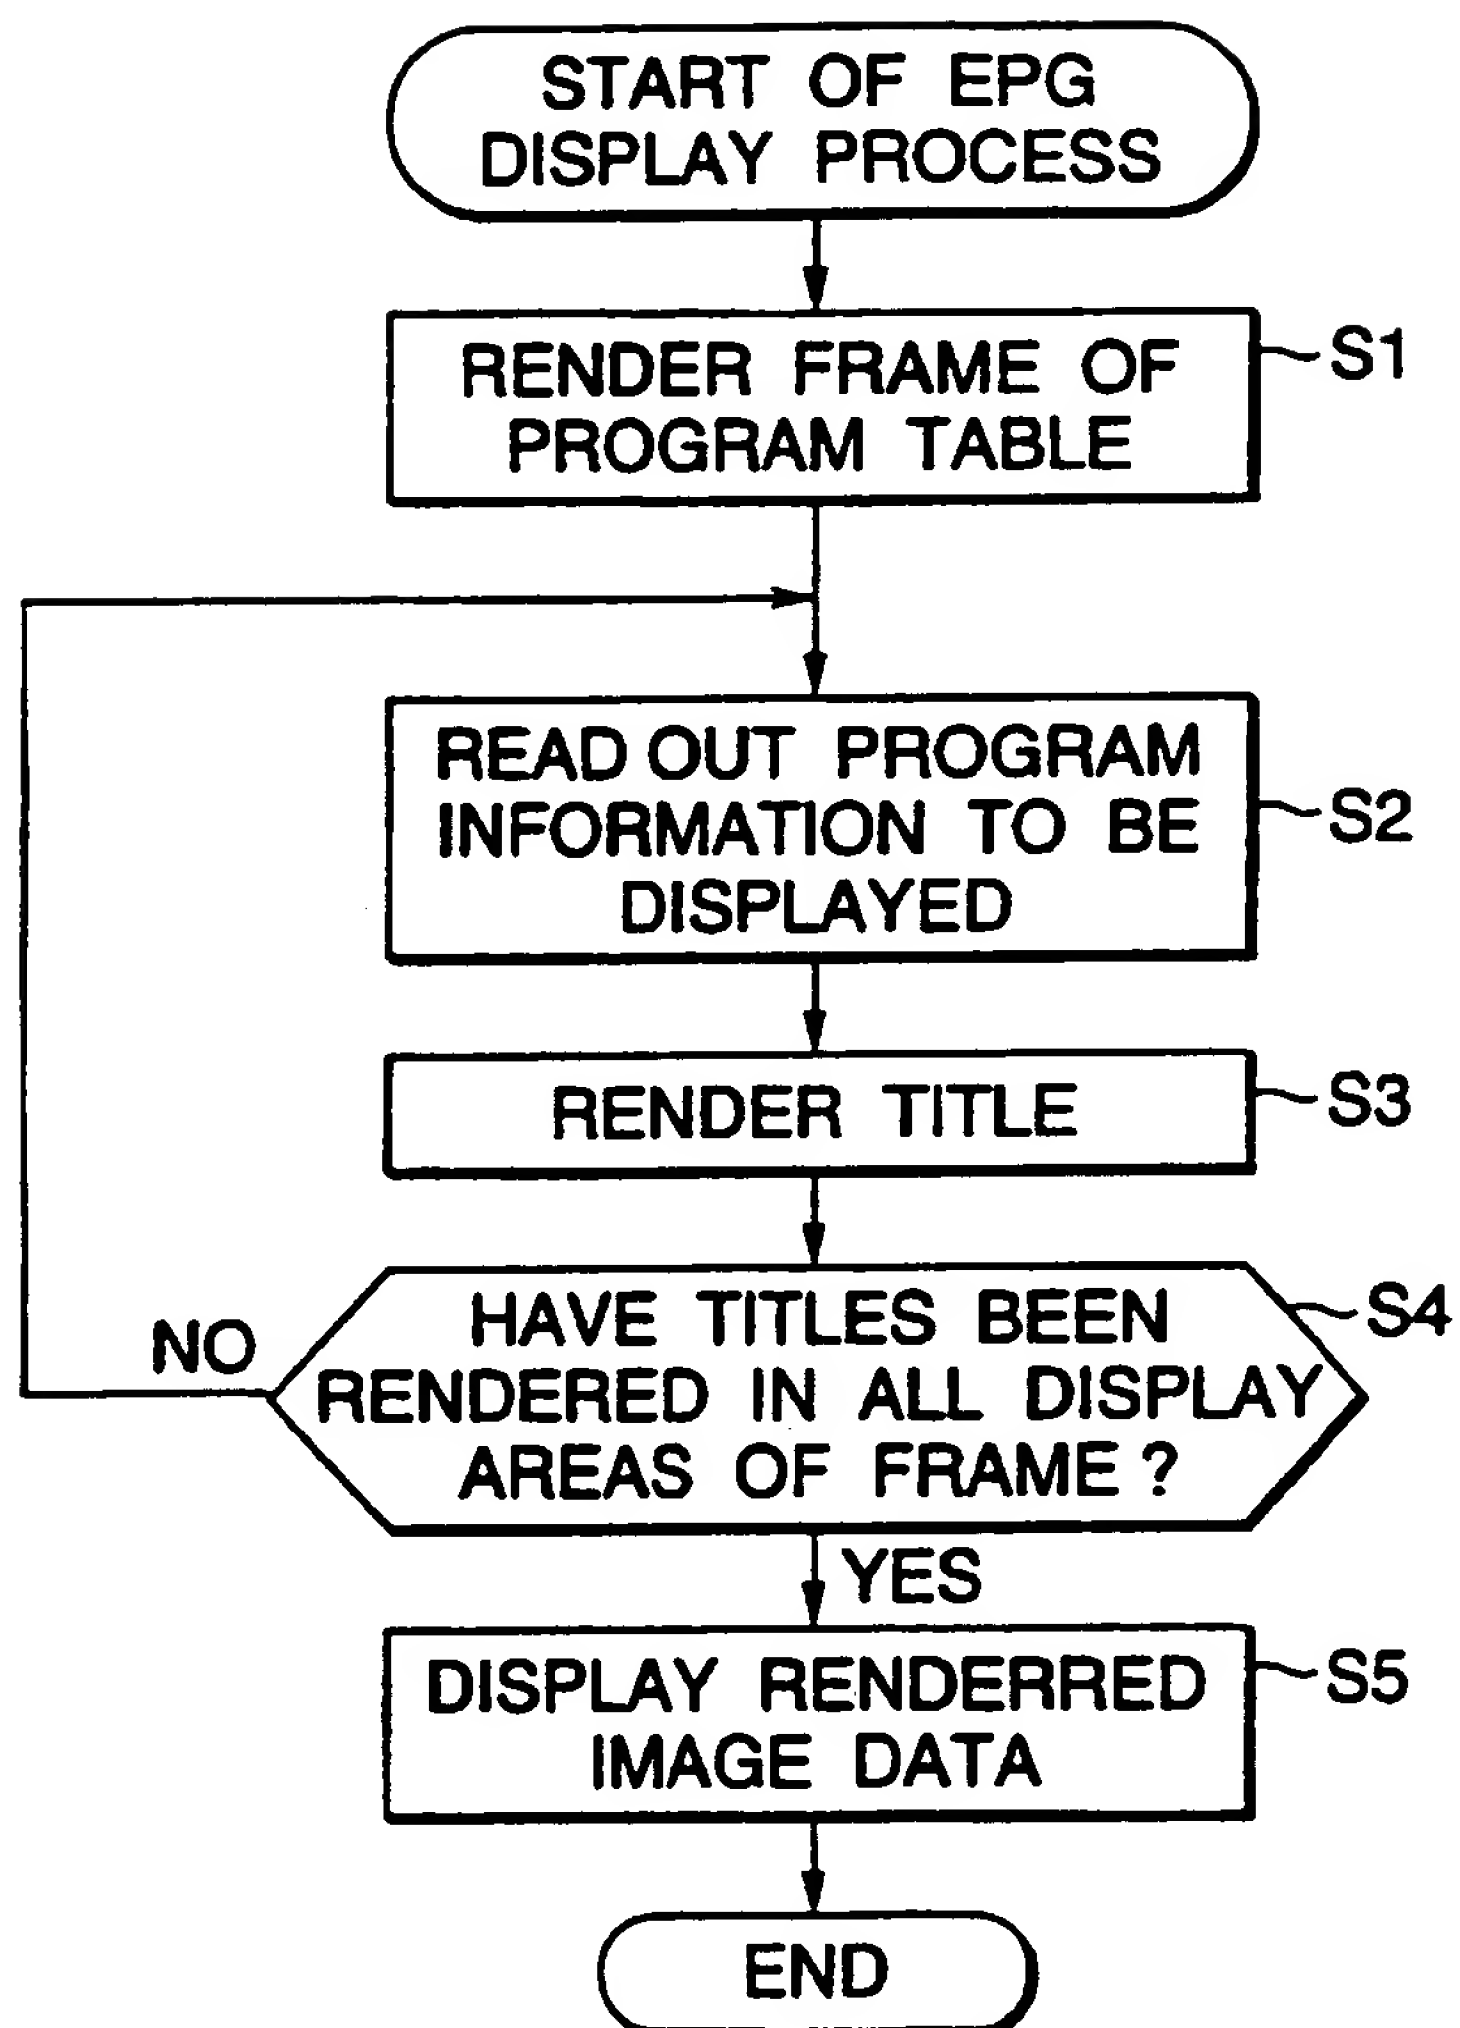 START OF EPG
DISPLAY PROCESS
RENDER FRAME OF
PROGRAM TABLE
S1
READ OUT PROGRAM
INFORMATION TO BE
DISPLAYED
S2
RENDER TITLE
S3
HAVE TITLES BEEN
RENDERED IN ALL DISPLAY
AREAS OF FRAME ?
S4
NO
YES
DISPLAY RENDERRED
IMAGE DATA
S5
END